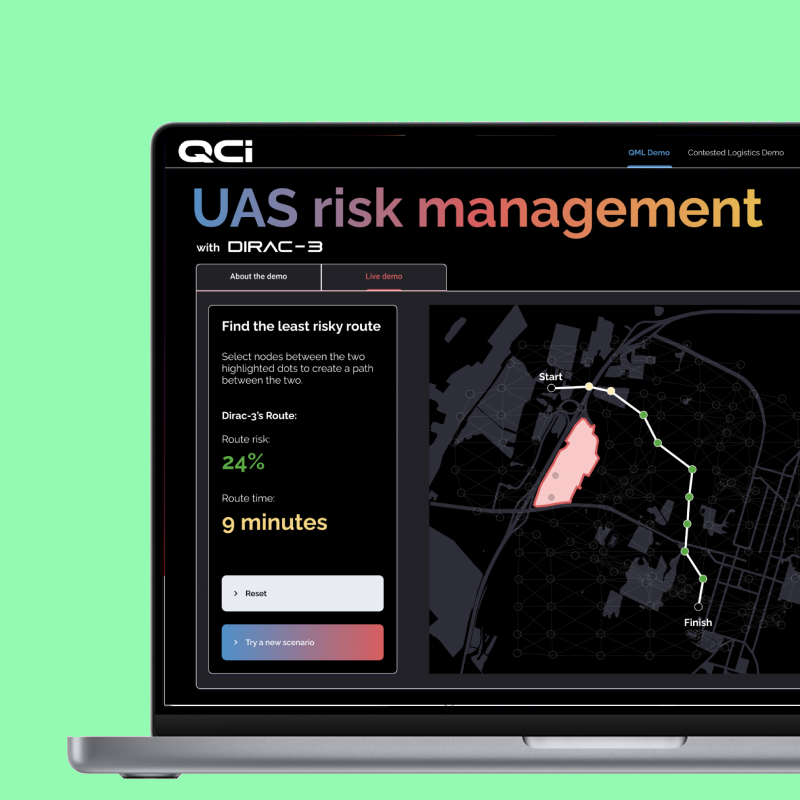 QCi
QML Demo
Contested Logistics Demo
UAS risk management
with DIRAC-3
About the demo
Live demo
Find the least risky route
Select nodes between the two
highlighted dots to create a path
between the two.
Dirac-3's Route:
Route risk:
24%
Route time:
9 minutes
> Reset
> Try a new scenario
Start
Finish